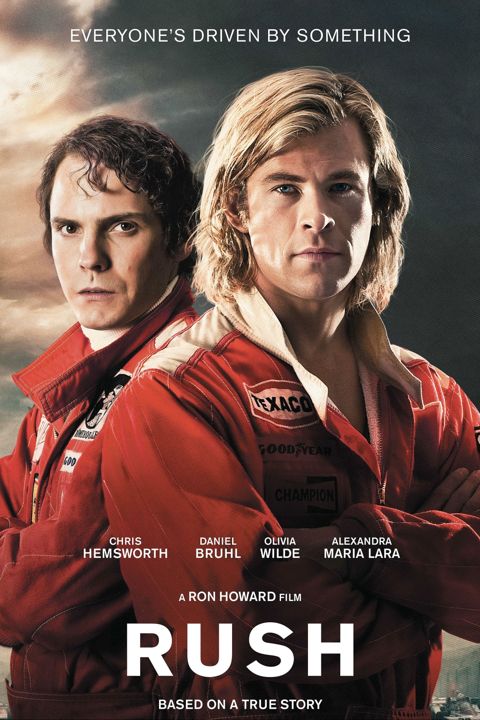 EVERYONE'S DRIVEN BY SOMETHING
TEXACO
GOODYEAR
CHAMPION
GOOD
CHRIS HEMSWORTH
DANIEL BRUHL
OLIVIA WILDE
ALEXANDRA MARIA LARA
A RON HOWARD FILM
RUSH
BASED ON A TRUE STORY